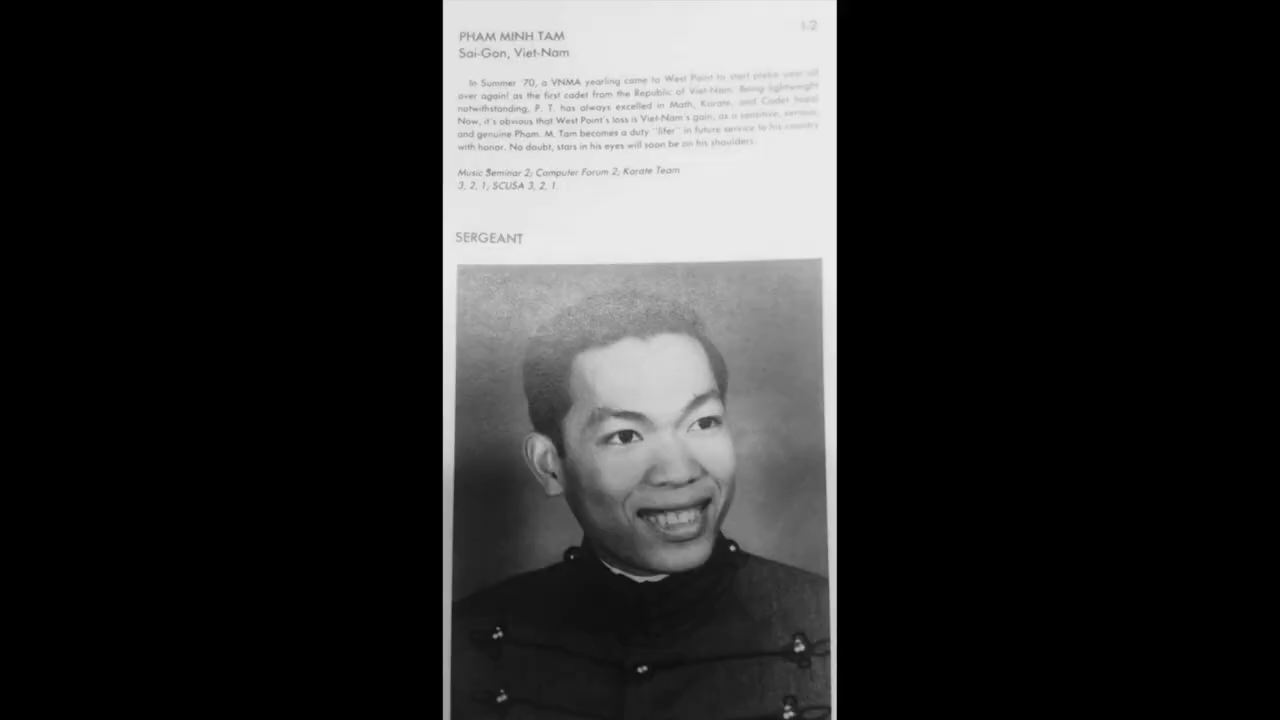 I-2
PHAM MINH TAM
Sai-Gon, Viet-Nam
In Summer '70, a VNMA yearling came to West Point to start plebe year all
over again! as the first cadet from the Republic of Viet-Nam. Being lightweight
notwithstanding, P. T. has always excelled in Math, Karate, and Cadet hops!
Now, it's obvious that West Point's loss is Viet-Nam's gain, as a sensitive, serious,
and genuine Pham. M. Tam becomes a duty "lifer" in future service to his country
with honor. No doubt, stars in his eyes will soon be on his shoulders.
Music Seminar 2; Computer Forum 2; Karate Team
3, 2, 1; SCUSA 3, 2, 1.
SERGEANT